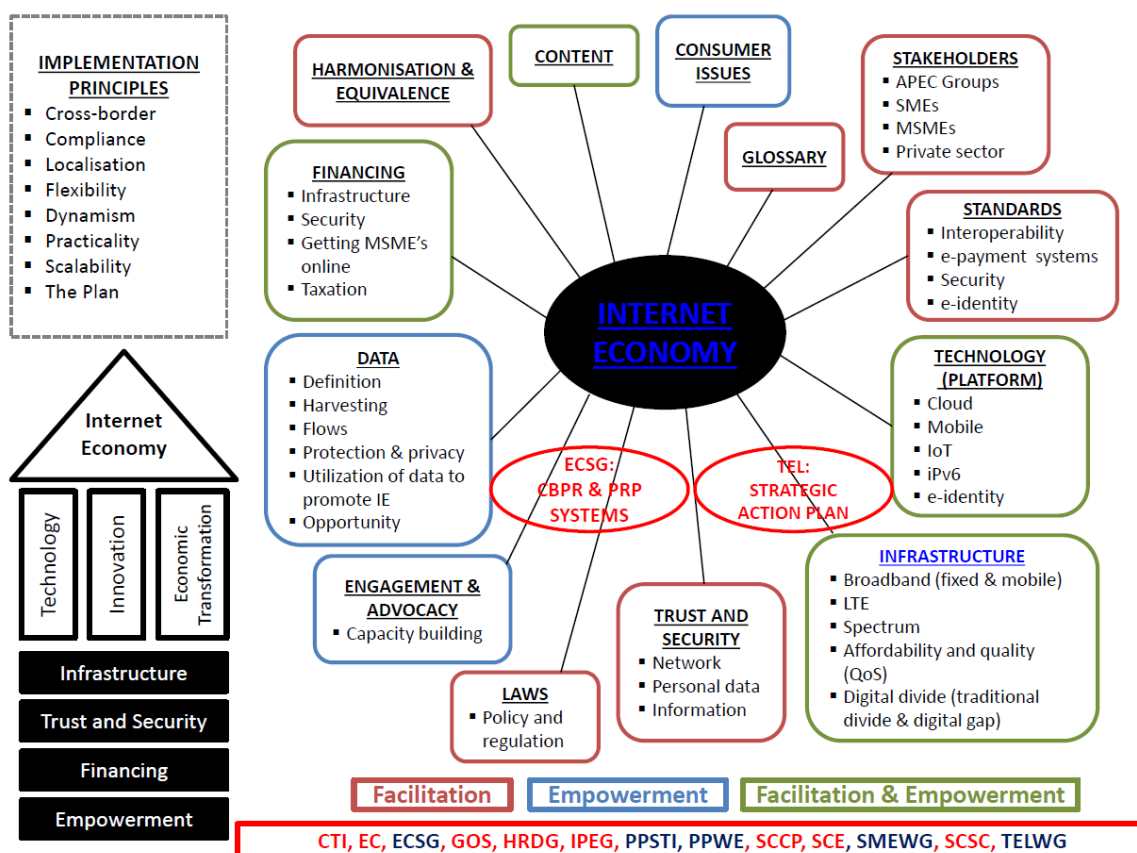 IMPLEMENTATION
PRINCIPLES
▪ Cross-border
▪ Compliance
▪ Localisation
▪ Flexibility
▪ Dynamism
▪ Practicality
▪ Scalability
▪ The Plan
Internet
Economy
Technology
Innovation
Economic
Transformation
Infrastructure
Trust and Security
Financing
Empowerment
HARMONISATION &
EQUIVALENCE
CONTENT
CONSUMER
ISSUES
STAKEHOLDERS
▪ APEC Groups
▪ SMEs
▪ MSMEs
▪ Private sector
GLOSSARY
FINANCING
▪ Infrastructure
▪ Security
▪ Getting MSME’s
online
▪ Taxation
STANDARDS
▪ Interoperability
▪ e-payment systems
▪ Security
▪ e-identity
INTERNET
ECONOMY
DATA
▪ Definition
▪ Harvesting
▪ Flows
▪ Protection & privacy
▪ Utilization of data to
promote IE
▪ Opportunity
TECHNOLOGY
(PLATFORM)
▪ Cloud
▪ Mobile
▪ IoT
▪ iPv6
▪ e-identity
ECSG:
CBPR & PRP
SYSTEMS
TEL:
STRATEGIC
ACTION PLAN
ENGAGEMENT &
ADVOCACY
▪ Capacity building
LAWS
▪ Policy and
regulation
TRUST AND
SECURITY
▪ Network
▪ Personal data
▪ Information
INFRASTRUCTURE
▪ Broadband (fixed & mobile)
▪ LTE
▪ Spectrum
▪ Affordability and quality
(QoS)
▪ Digital divide (traditional
divide & digital gap)
Facilitation
Empowerment
Facilitation & Empowerment
CTI, EC, ECSG, GOS, HRDG, IPEG, PPSTI, PPWE, SCCP, SCE, SMEWG, SCSC, TELWG